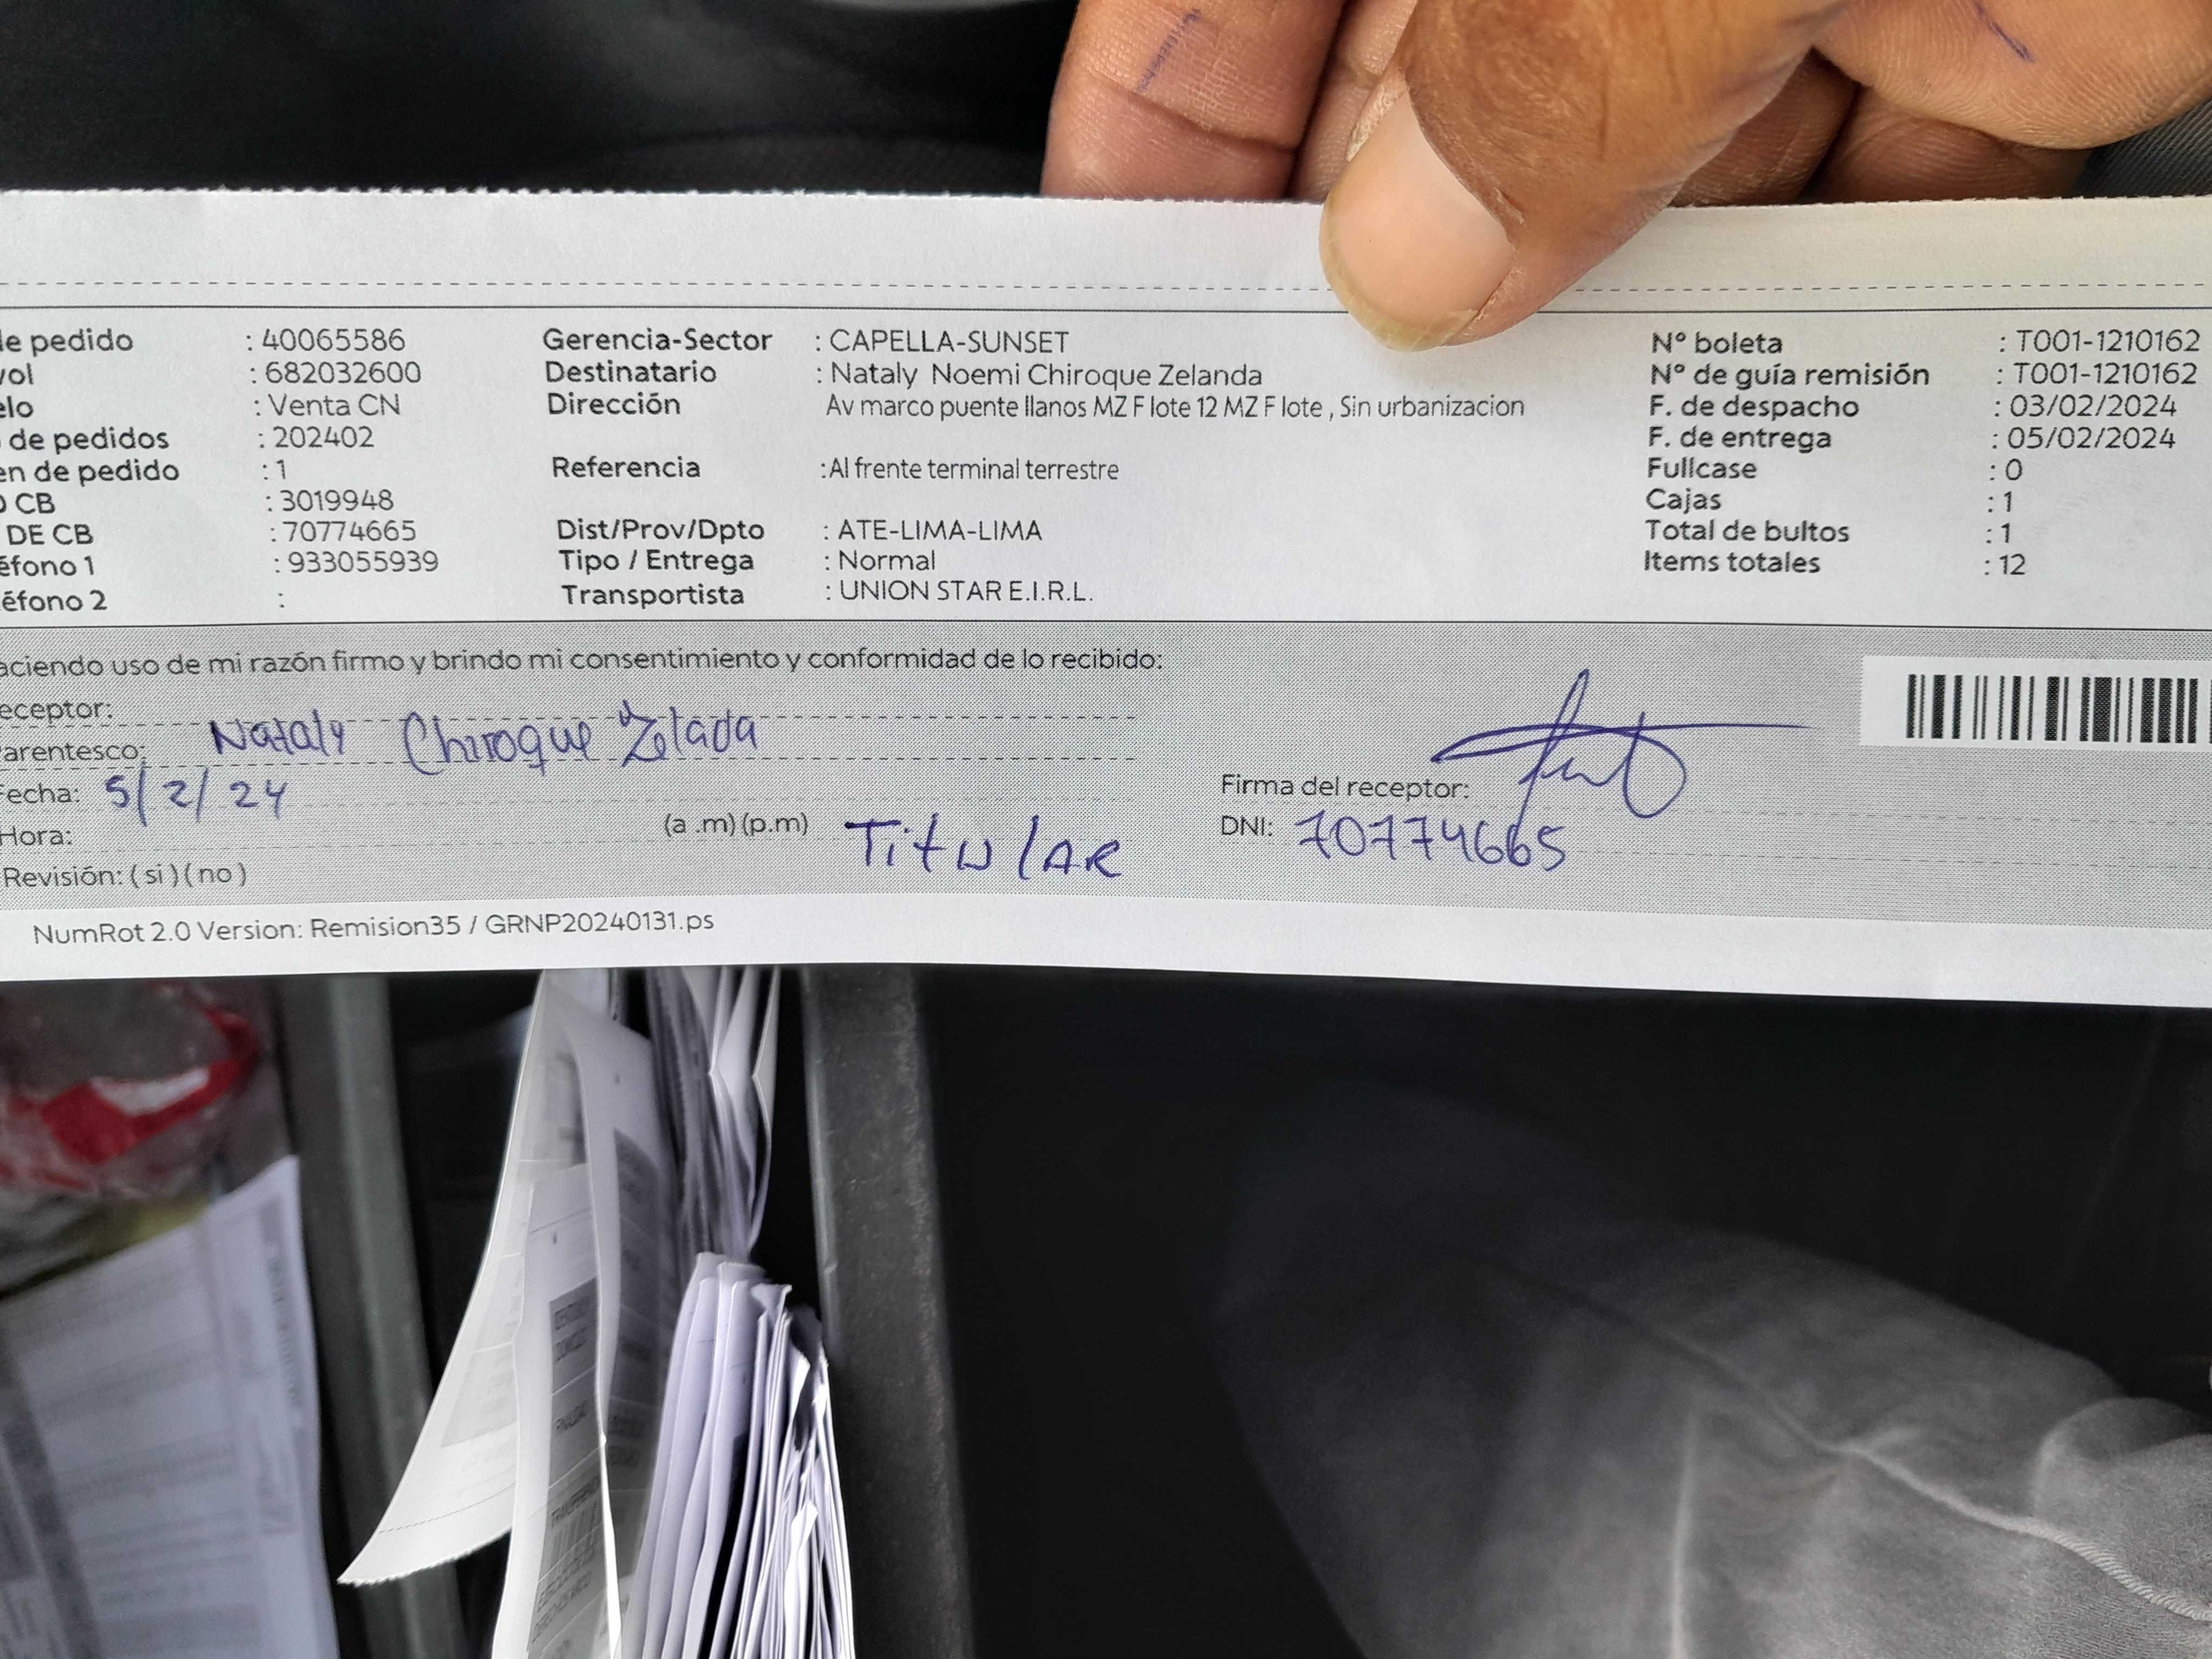 de pedido : 40065586 Gerencia-Sector : CAPELLA-SUNSET Nº boleta : T001-1210162
vol : 682032600 Destinatario : Nataly Noemi Chiroque Zelanda Nº de guía remisión : T001-1210162
elo : Venta CN Dirección Av marco puente llanos MZ F lote 12 MZ F lote , Sin urbanizacion F. de despacho : 03/02/2024
de pedidos : 202402 F. de entrega : 05/02/2024
en de pedido : 1 Referencia :Al frente terminal terrestre Fullcase : 0
O CB : 3019948 Cajas : 1
DE CB : 70774665 Dist/Prov/Dpto : ATE-LIMA-LIMA Total de bultos : 1
éfono 1 : 933055939 Tipo / Entrega : Normal Items totales : 12
éfono 2 : Transportista : UNION STAR E.I.R.L.
aciendo uso de mi razón firmo y brindo mi consentimiento y conformidad de lo recibido:
eceptor: Nataly Chiroque Zelada
arentesco:
Fecha: 5/2/24 Firma del receptor:
Hora: (a .m) (p.m) TitulAR DNI: 70774665
Revisión: ( si ) ( no )
NumRot 2.0 Version: Remision35 / GRNP20240131.ps